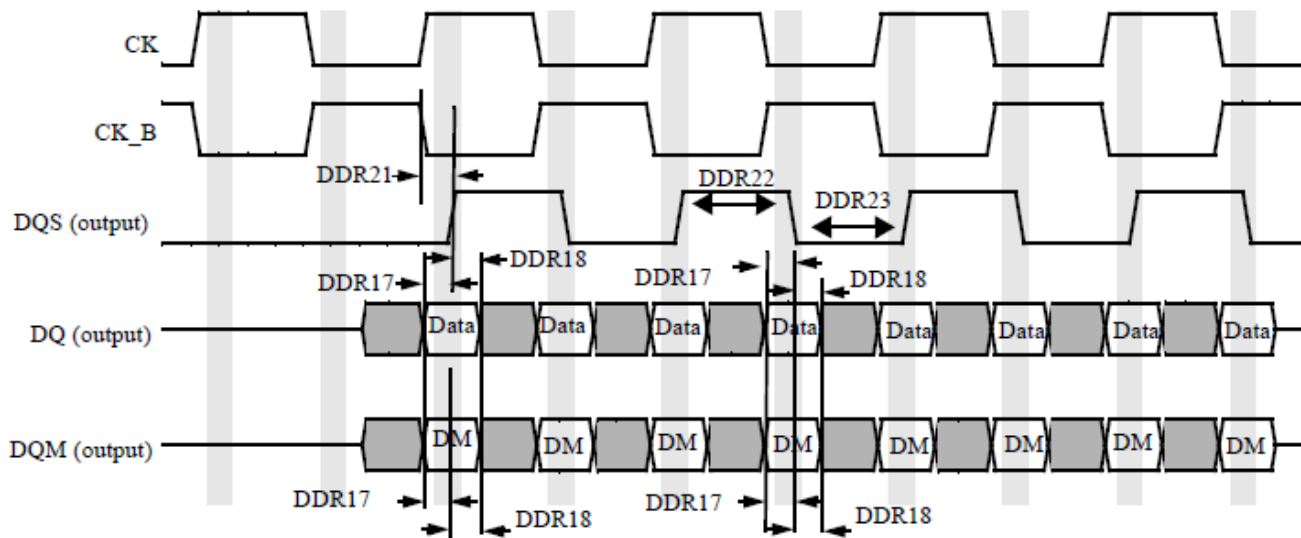 CK
CK_B
DDR21
DDR22
DDR23
DQS (output)
DDR17
DDR18
DDR17
DDR18
DQ (output)
Data Data Data Data Data Data Data Data
DQM (output)
DM DM DM DM DM DM DM DM
DDR17
DDR18
DDR17
DDR18